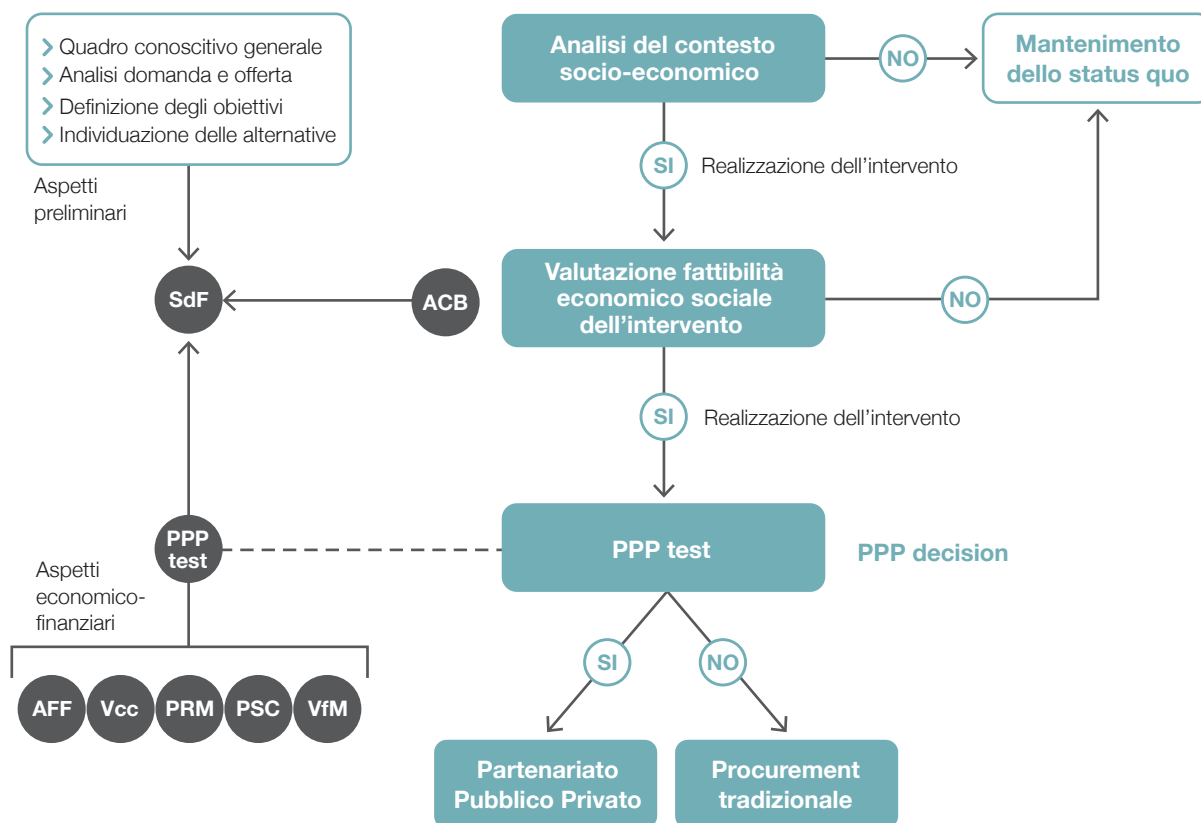 Quadro conoscitivo generale
Analisi domanda e offerta
Definizione degli obiettivi
Individuazione delle alternative
Aspetti
preliminari
SdF
ACB
PPP
test
Aspetti
economico-
finanziari
AFF
Vcc
PRM
PSC
VfM
Analisi del contesto
socio-economico
NO
Mantenimento
dello status quo
SI
Realizzazione dell'intervento
Valutazione fattibilità
economico sociale
dell'intervento
NO
SI
Realizzazione dell'intervento
PPP test
PPP decision
SI
NO
Partenariato
Pubblico Privato
Procurement
tradizionale